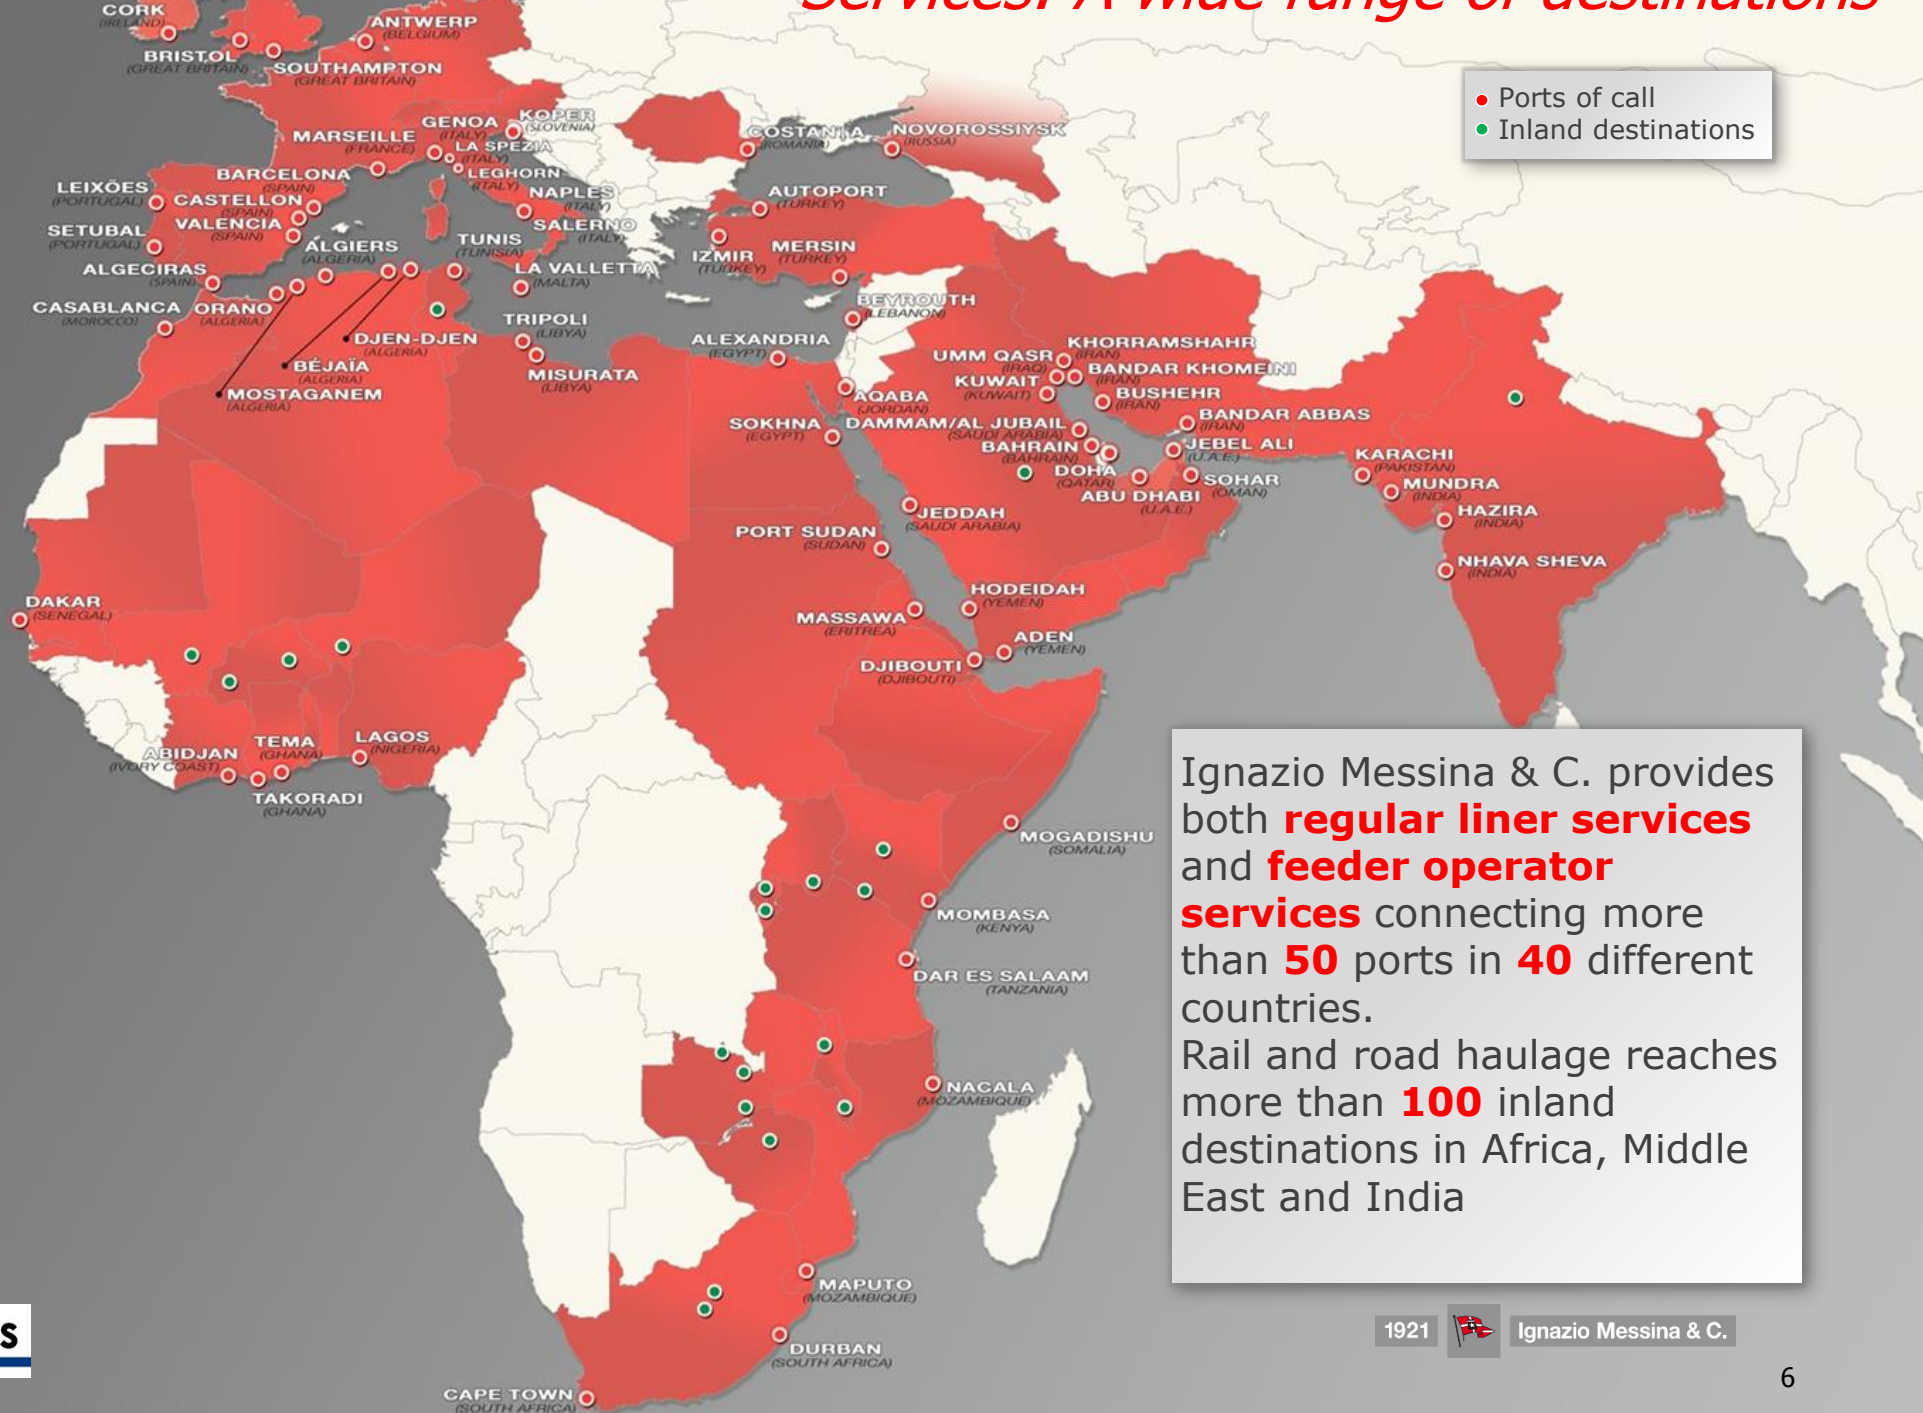 Services: A wide range of destinations
Ports of call
Inland destinations
CORK
(IRELAND)
BRISTOL
(GREAT BRITAIN)
ANTWERP
(BELGIUM)
SOUTHAMPTON
(GREAT BRITAIN)
GENOA
(ITALY)
KOPER
(SLOVENIA)
MARSEILLE
(FRANCE)
LA SPEZIA
(ITALY)
LEGHORN
(ITALY)
NAPLES
(ITALY)
SALERNO
(ITALY)
COSTANTIA
(ROMANIA)
NOVOROSSIYSK
(RUSSIA)
BARCELONA
(SPAIN)
LEIXÕES
(PORTUGAL)
CASTELLON
(SPAIN)
VALENCIA
(SPAIN)
SETUBAL
(PORTUGAL)
ALGIERS
(ALGERIA)
TUNIS
(TUNISIA)
AUTOPORT
(TURKEY)
IZMIR
(TURKEY)
MERSIN
(TURKEY)
ALGECIRAS
(SPAIN)
LA VALLETTA
(MALTA)
CASABLANCA
(MOROCCO)
ORANO
(ALGERIA)
BEYROUTH
(LEBANON)
TRIPOLI
(LIBYA)
DJEN-DJEN
(ALGERIA)
BÉJAÏA
(ALGERIA)
MOSTAGANEM
(ALGERIA)
MISURATA
(LIBYA)
ALEXANDRIA
(EGYPT)
KHORRAMSHAHR
(IRAN)
UMM QASR
(IRAQ)
BANDAR KHOMEINI
(IRAN)
KUWAIT
(KUWAIT)
BUSHEHR
(IRAN)
AQABA
(JORDAN)
BANDAR ABBAS
(IRAN)
SOKHNA
(EGYPT)
DAMMAM/AL JUBAIL
(SAUDI ARABIA)
BAHRAIN
(BAHRAIN)
JEBEL ALI
(U.A.E.)
DOHA
(QATAR)
SOHAR
(OMAN)
ABU DHABI
(U.A.E.)
KARACHI
(PAKISTAN)
MUNDRA
(INDIA)
HAZIRA
(INDIA)
NHAVA SHEVA
(INDIA)
JEDDAH
(SAUDI ARABIA)
PORT SUDAN
(SUDAN)
HODEIDAH
(YEMEN)
MASSAWA
(ERITREA)
ADEN
(YEMEN)
DJIBOUTI
(DJIBOUTI)
DAKAR
(SENEGAL)
ABIDJAN
(IVORY COAST)
TEMA
(GHANA)
LAGOS
(NIGERIA)
TAKORADI
(GHANA)
MOGADISHU
(SOMALIA)
MOMBASA
(KENYA)
DAR ES SALAAM
(TANZANIA)
NACALA
(MOZAMBIQUE)
MAPUTO
(MOZAMBIQUE)
DURBAN
(SOUTH AFRICA)
CAPE TOWN
(SOUTH AFRICA)
Ignazio Messina & C. provides
both regular liner services
and feeder operator
services connecting more
than 50 ports in 40 different
countries.
Rail and road haulage reaches
more than 100 inland
destinations in Africa, Middle
East and India
S
1921 Ignazio Messina & C.
6